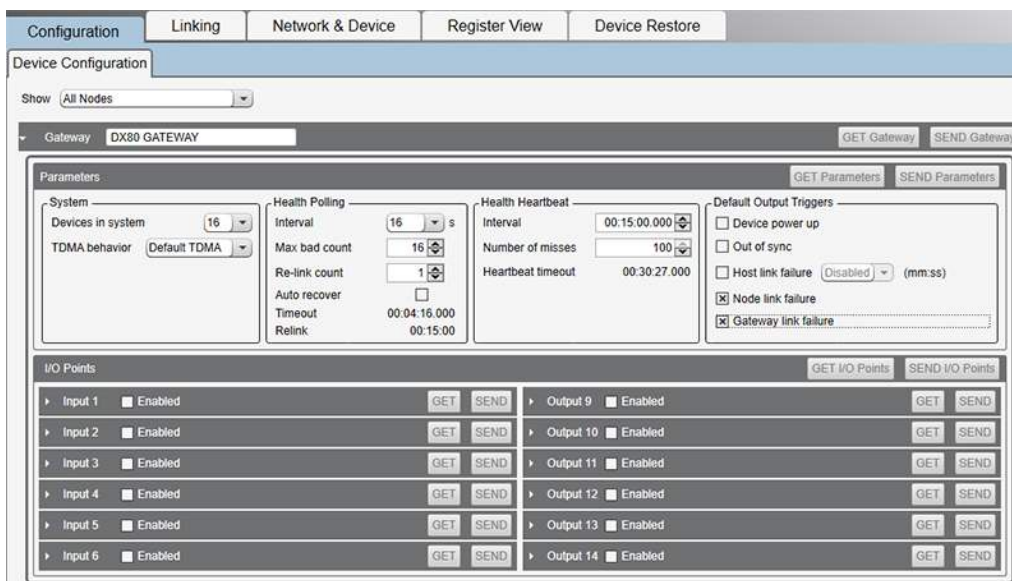 Configuration Linking Network & Device Register View Device Restore
Device Configuration
Show All Nodes
Gateway DX80 GATEWAY GET Gateway SEND Gateway
Parameters GET Parameters SEND Parameters
System
Devices in system 16
TDMA behavior Default TDMA
Health Polling
Interval 16 s
Max bad count 16
Re-link count 1
Auto recover
Timeout 00:04:16.000
Relink 00:15:00
Health Heartbeat
Interval 00:15:00.000
Number of misses 100
Heartbeat timeout 00:30:27.000
Default Output Triggers
Device power up
Out of sync
Host link failure Disabled (mm:ss)
Node link failure
Gateway link failure
I/O Points GET I/O Points SEND I/O Points
Input 1 Enabled GET SEND Output 9 Enabled GET SEND
Input 2 Enabled GET SEND Output 10 Enabled GET SEND
Input 3 Enabled GET SEND Output 11 Enabled GET SEND
Input 4 Enabled GET SEND Output 12 Enabled GET SEND
Input 5 Enabled GET SEND Output 13 Enabled GET SEND
Input 6 Enabled GET SEND Output 14 Enabled GET SEND